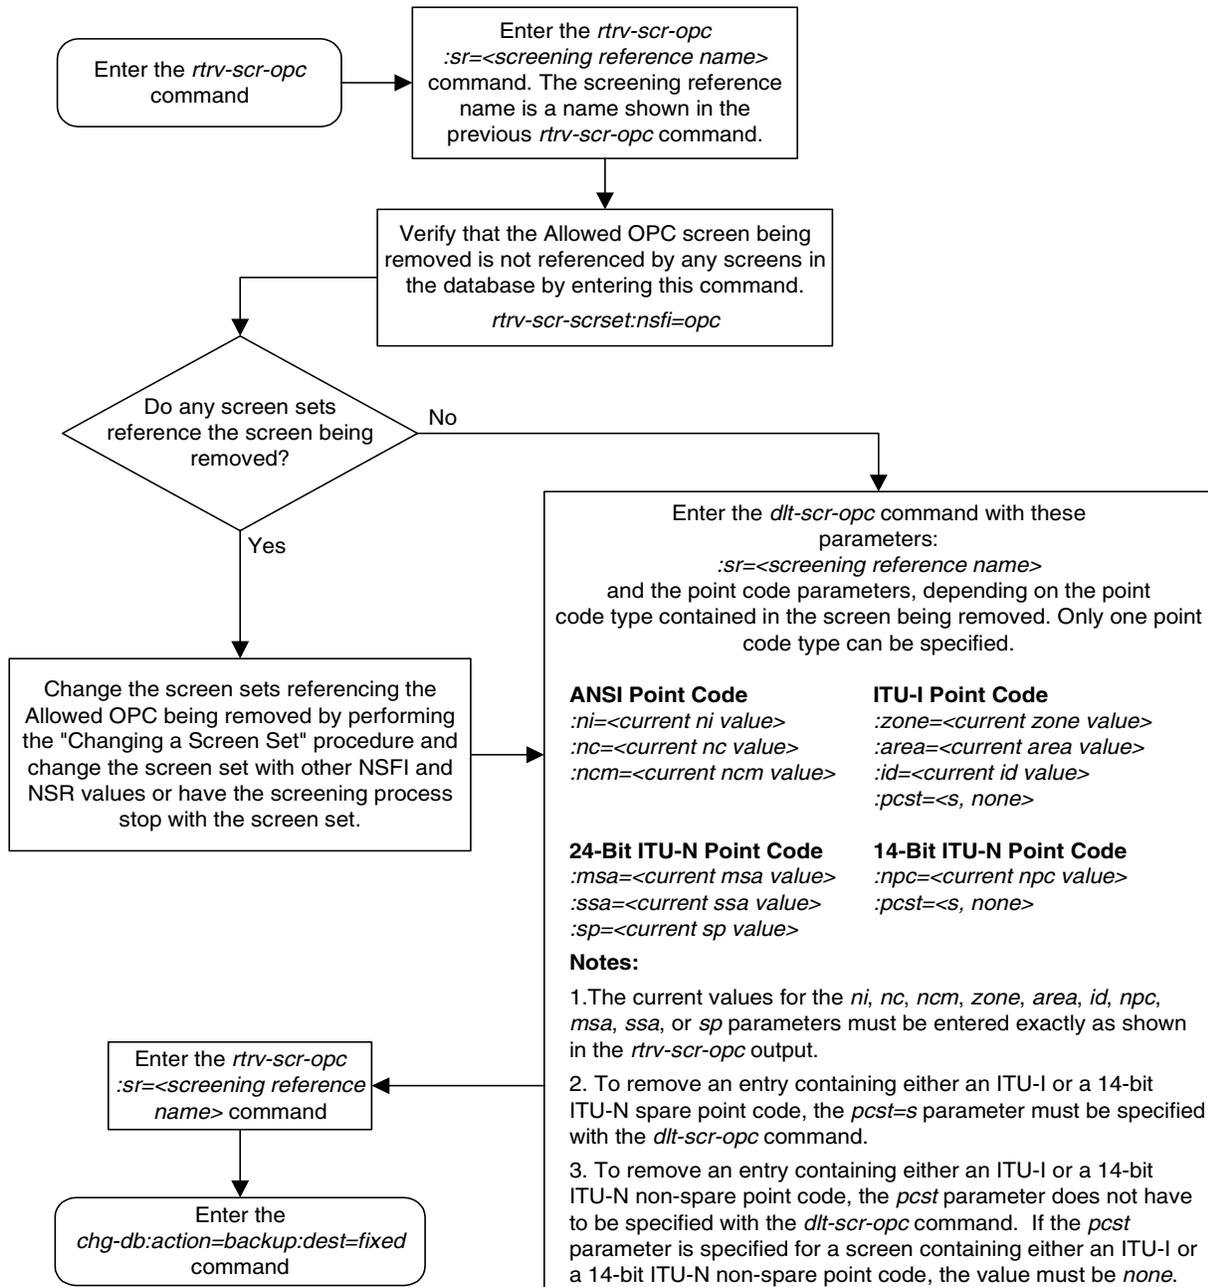 Enter the rtrv-scr-opc
command
Enter the rtrv-scr-opc
:sr=<screening reference name>
command. The screening reference
name is a name shown in the
previous rtrv-scr-opc command.
Verify that the Allowed OPC screen being
removed is not referenced by any screens in
the database by entering this command.
rtrv-scr-scrset:nsfi=opc
Do any screen sets
reference the screen being
removed?
No
Yes
Change the screen sets referencing the
Allowed OPC being removed by performing
the "Changing a Screen Set" procedure and
change the screen set with other NSFI and
NSR values or have the screening process
stop with the screen set.
Enter the dlt-scr-opc command with these
parameters:
:sr=<screening reference name>
and the point code parameters, depending on the point
code type contained in the screen being removed. Only one point
code type can be specified.
ANSI Point Code
:ni=<current ni value>
:nc=<current nc value>
:ncm=<current ncm value>
ITU-I Point Code
:zone=<current zone value>
:area=<current area value>
:id=<current id value>
:pcst=<s, none>
24-Bit ITU-N Point Code
:msa=<current msa value>
:ssa=<current ssa value>
:sp=<current sp value>
14-Bit ITU-N Point Code
:npc=<current npc value>
:pcst=<s, none>
Notes:
1.The current values for the ni, nc, ncm, zone, area, id, npc,
msa, ssa, or sp parameters must be entered exactly as shown
in the rtrv-scr-opc output.
2. To remove an entry containing either an ITU-I or a 14-bit
ITU-N spare point code, the pcst=s parameter must be specified
with the dlt-scr-opc command.
3. To remove an entry containing either an ITU-I or a 14-bit
ITU-N non-spare point code, the pcst parameter does not have
to be specified with the dlt-scr-opc command.  If the pcst
parameter is specified for a screen containing either an ITU-I or
a 14-bit ITU-N non-spare point code, the value must be none.
Enter the rtrv-scr-opc
:sr=<screening reference
name> command
Enter the
chg-db:action=backup:dest=fixed
command